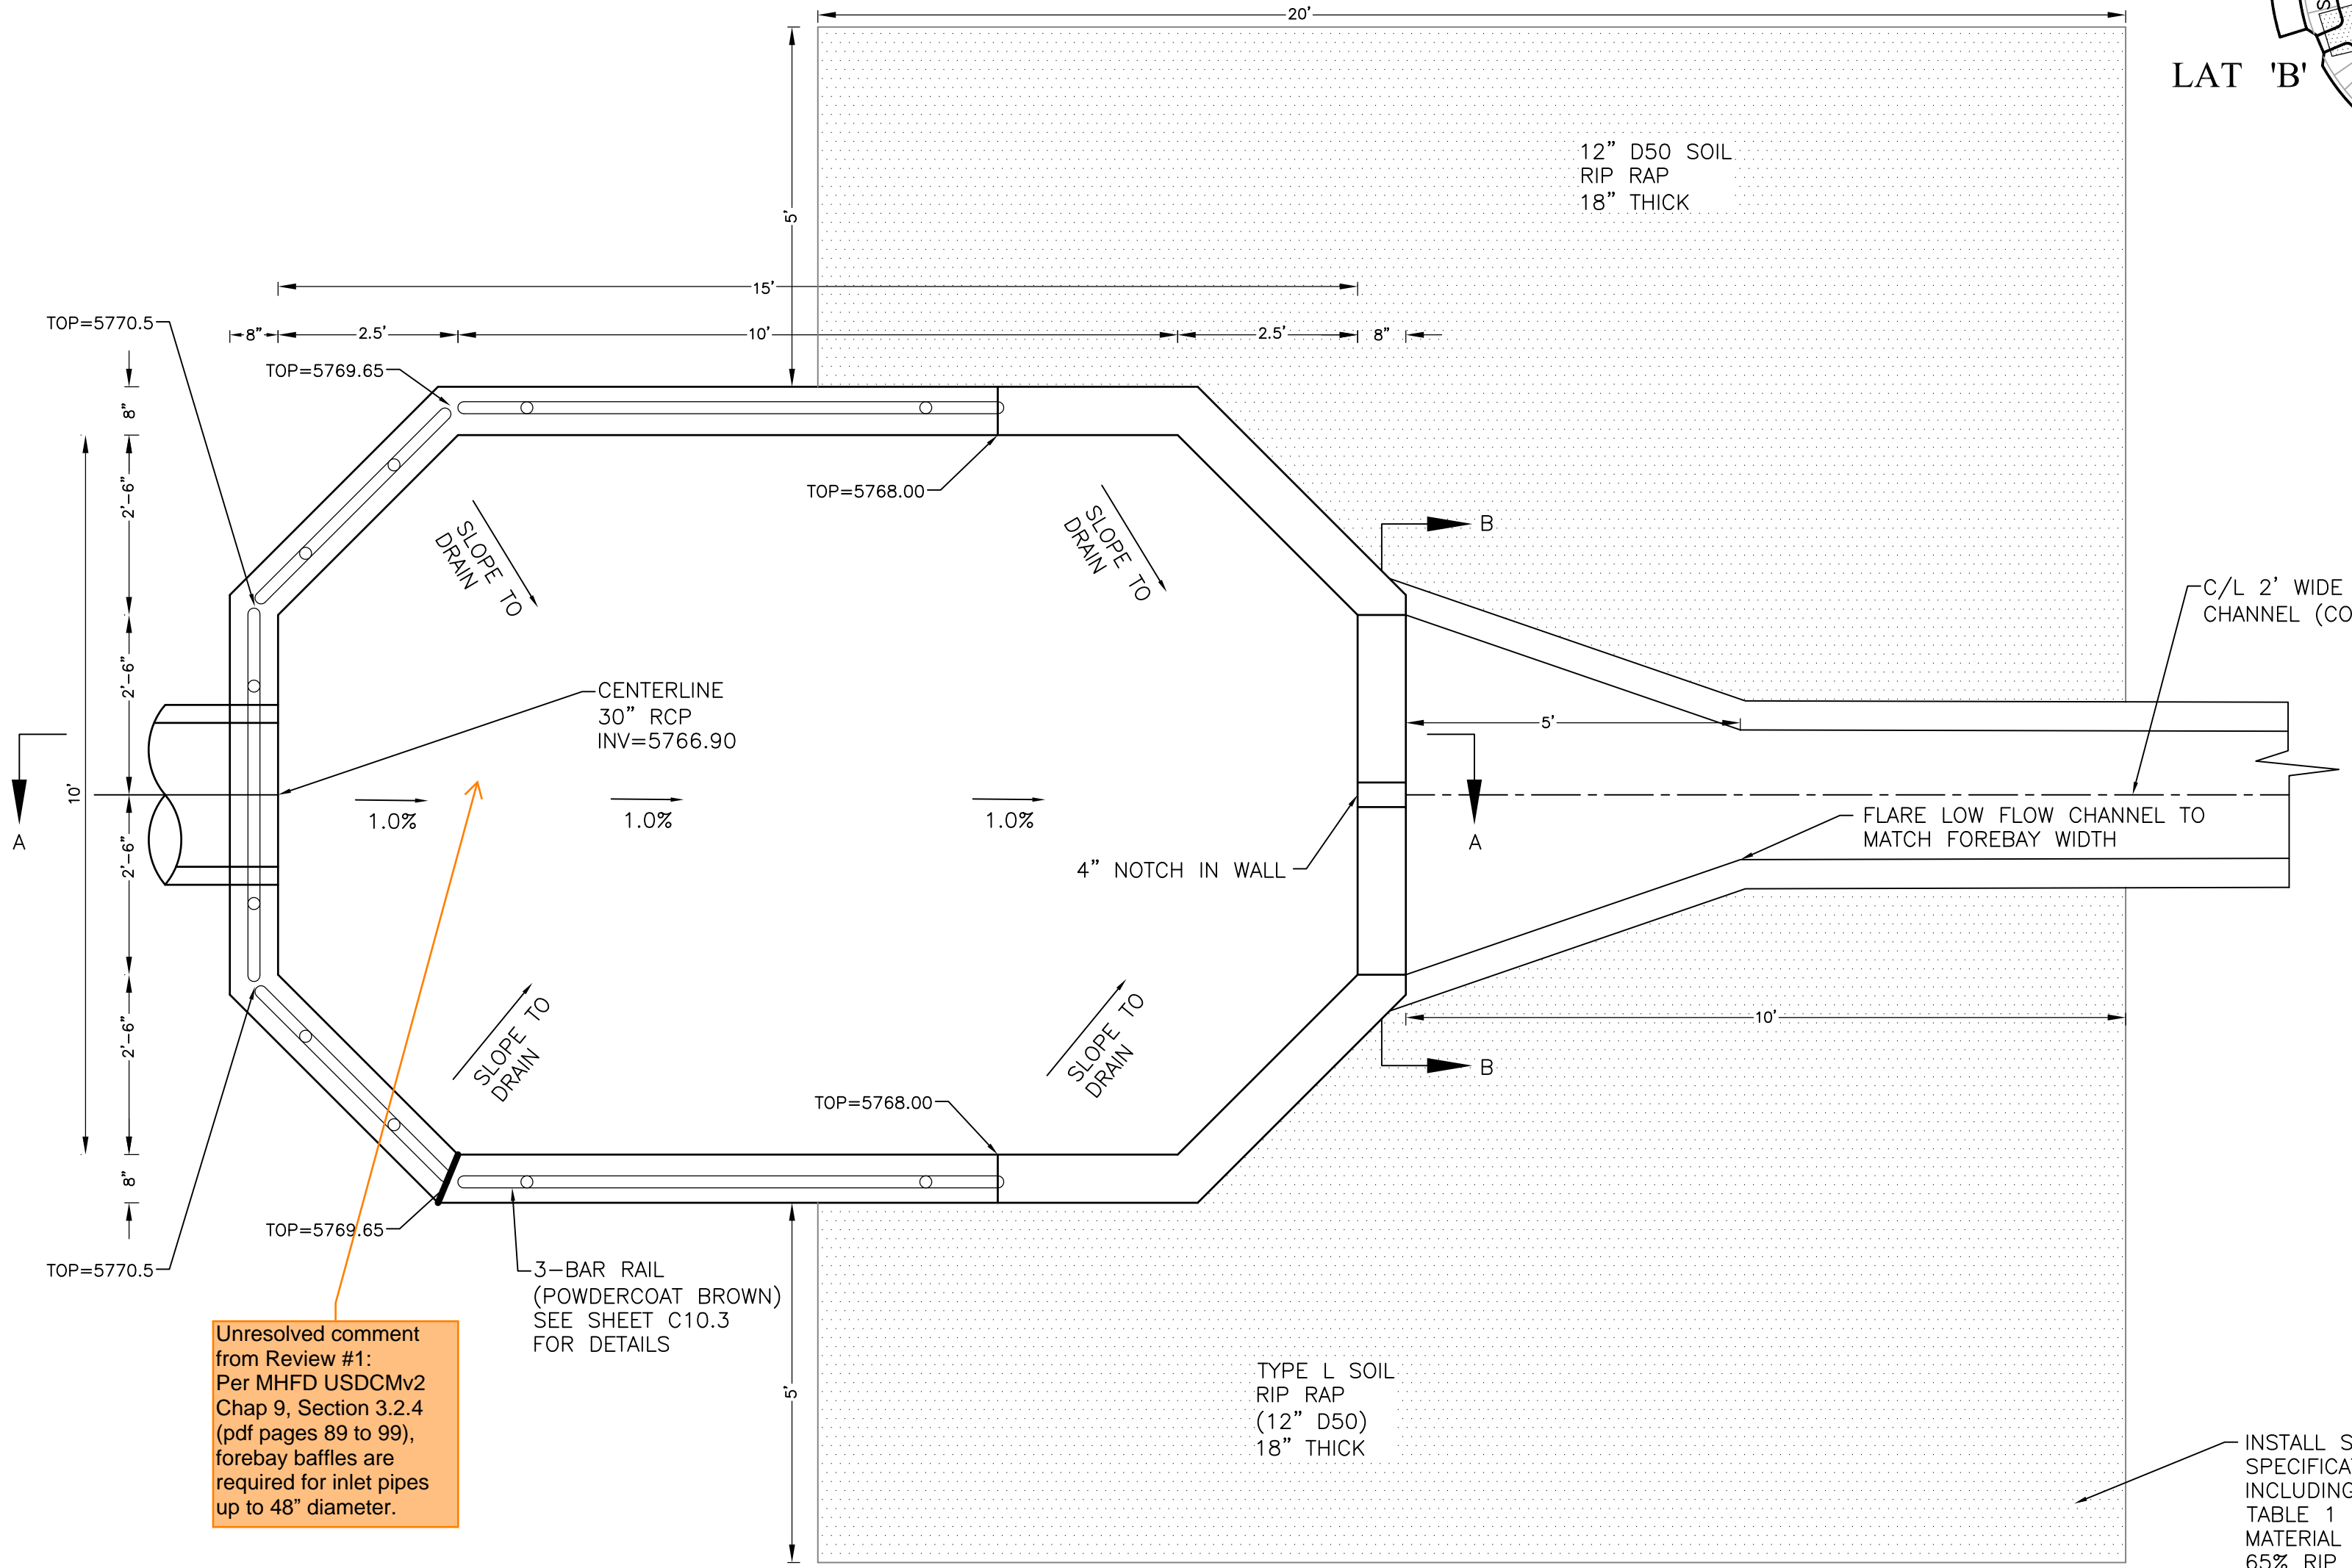 20'
LAT 'B'
12" D50 SOIL
RIP RAP
18" THICK
5'
15'
TOP=5770.5
8"
2.5'
10'
2.5'
8"
TOP=5769.65
8"
2'-6"
TOP=5768.00
SLOPE TO
DRAIN
SLOPE TO
DRAIN
B
C/L 2' WIDE
CHANNEL (CO
2'-6"
CENTERLINE
30" RCP
INV=5766.90
5'
10'
A
1.0%
1.0%
1.0%
A
FLARE LOW FLOW CHANNEL TO
MATCH FOREBAY WIDTH
2'-6"
4" NOTCH IN WALL
10'
2'-6"
SLOPE TO
DRAIN
SLOPE TO
DRAIN
B
TOP=5768.00
8"
TOP=5769.65
TOP=5770.5
3-BAR RAIL
(POWDERCOAT BROWN)
SEE SHEET C10.3
FOR DETAILS
Unresolved comment
from Review #1:
Per MHFD USDCMv2
Chap 9, Section 3.2.4
(pdf pages 89 to 99),
forebay baffles are
required for inlet pipes
up to 48" diameter.
5'
TYPE L SOIL
RIP RAP
(12" D50)
18" THICK
INSTALL S
SPECIFICA
INCLUDING
TABLE 1
MATERIAL
65% RIP